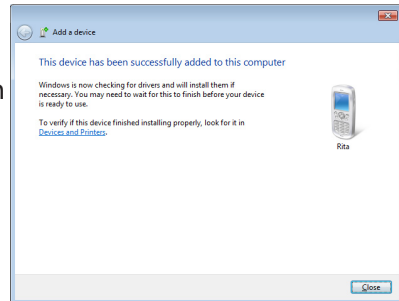 Add a device
This device has been successfully added to this computer
n
Windows is now checking for drivers and will install them if
necessary. You may need to wait for this to finish before your device
is ready to use.
To verify if this device finished installing properly, look for it in
Devices and Printers.
Rita
Close